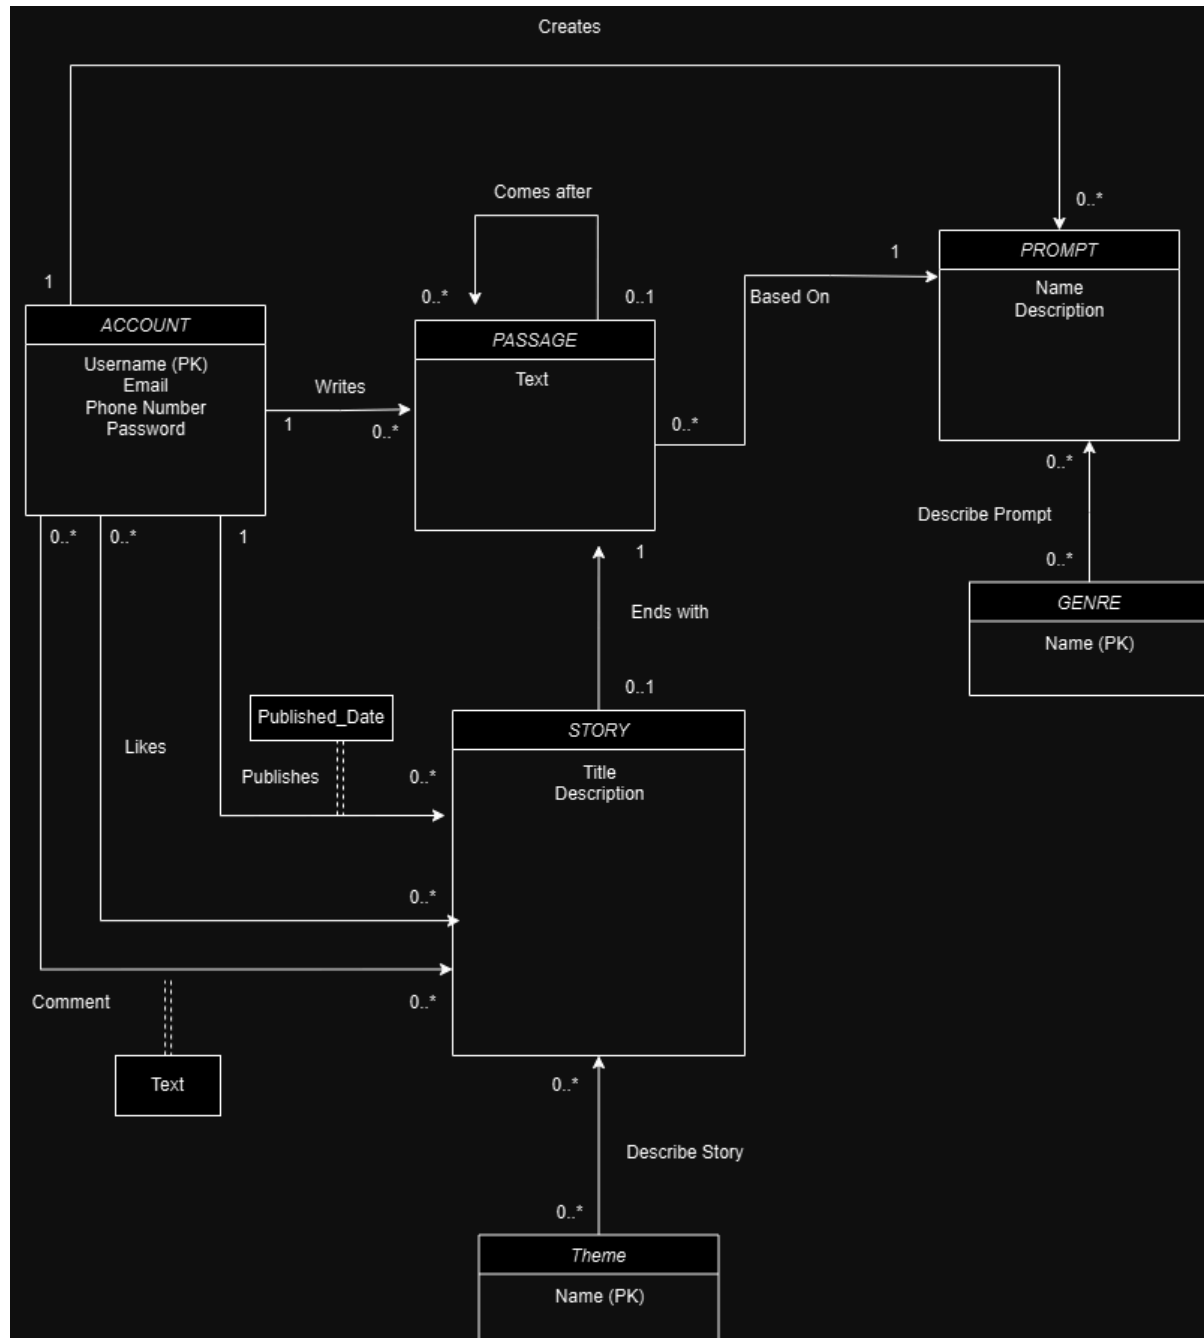 Creates
Comes after
0..*
1
PROMPT
Name
Description
1
0..*
0..1
Based On
ACCOUNT
Username (PK)
Email
Phone Number
Password
PASSAGE
Text
Writes
1
0..*
0..*
0..*
Describe Prompt
0..*
GENRE
Name (PK)
0..*
0..*
1
1
Ends with
0..1
Published_Date
STORY
Title
Description
Likes
Publishes
0..*
0..*
Comment
0..*
Text
0..*
Describe Story
0..*
Theme
Name (PK)